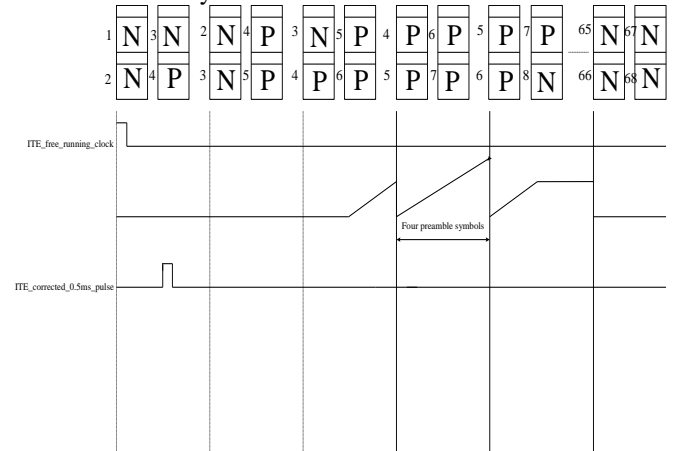 1 N 3 N 2 N 4 P 3 N 5 P 4 P 6 P 5 P 7 P 65 N 67 N
2 N 4 P 3 N 5 P 4 P 6 P 5 P 7 P 6 P 8 N 66 N 68 N
ITE_free_running_clock
Four preamble symbols
ITE_corrected_0.5ms_pulse